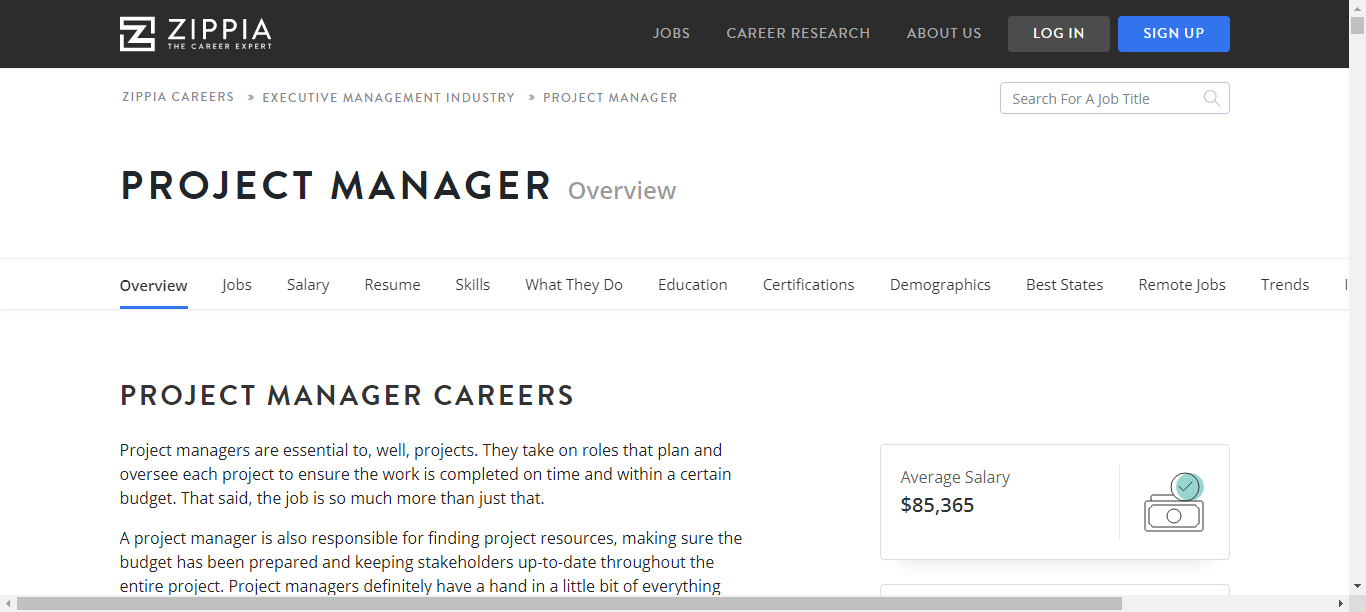 ZIPPIA
THE CAREER EXPERT
JOBS
CAREER RESEARCH
ABOUT US
LOG IN
SIGN UP
ZIPPIA CAREERS » EXECUTIVE MANAGEMENT INDUSTRY » PROJECT MANAGER
Search For A Job Title
PROJECT MANAGER Overview
Overview
Jobs
Salary
Resume
Skills
What They Do
Education
Certifications
Demographics
Best States
Remote Jobs
Trends
PROJECT MANAGER CAREERS
Project managers are essential to, well, projects. They take on roles that plan and
oversee each project to ensure the work is completed on time and within a certain
budget. That said, the job is so much more than just that.
A project manager is also responsible for finding project resources, making sure the
budget has been prepared and keeping stakeholders up-to-date throughout the
entire project. Project managers definitely have a hand in a little bit of everything
Average Salary
$85,365